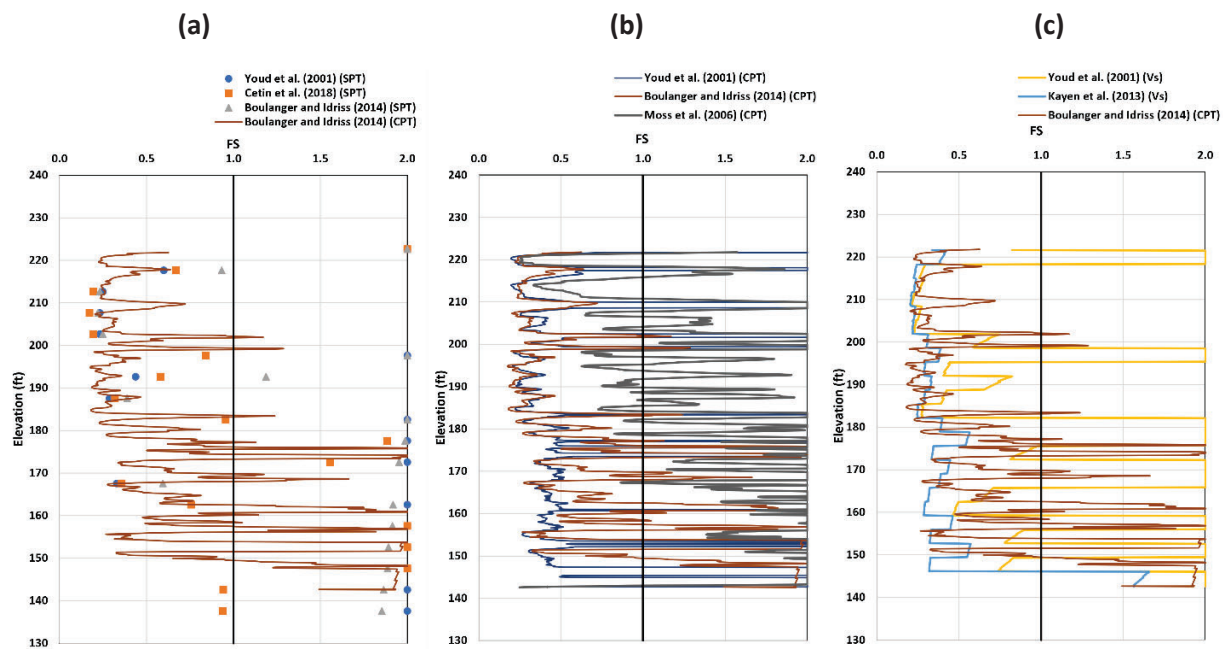 (a)
Youd et al. (2001) (SPT)
Cetin et al. (2018) (SPT)
Boulanger and Idriss (2014) (SPT)
Boulanger and Idriss (2014) (CPT)
FS
0.0 0.5 1.0 1.5 2.0
Elevation (ft)
240
230
220
210
200
190
180
170
160
150
140
130
(b)
Youd et al. (2001) (CPT)
Boulanger and Idriss (2014) (CPT)
Moss et al. (2006) (CPT)
FS
0.0 0.5 1.0 1.5 2.0
Elevation (ft)
240
230
220
210
200
190
180
170
160
150
140
130
(c)
Youd et al. (2001) (Vs)
Kayen et al. (2013) (Vs)
Boulanger and Idriss (2014) (CPT)
FS
0.0 0.5 1.0 1.5 2.0
Elevation (ft)
240
230
220
210
200
190
180
170
160
150
140
130